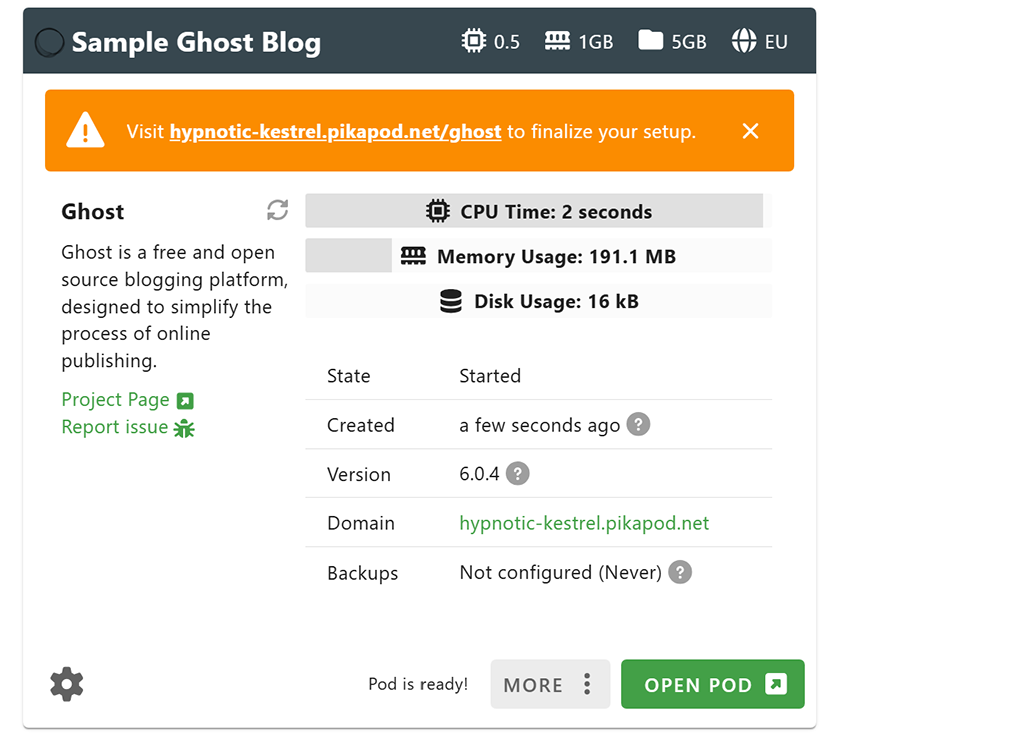 Sample Ghost Blog 0.5 1GB 5GB EU
Visit hypnotic-kestrel.pikapod.net/ghost to finalize your setup.
Ghost
Ghost is a free and open
source blogging platform,
designed to simplify the
process of online
publishing.
Project Page
Report issue
CPU Time: 2 seconds
Memory Usage: 191.1 MB
Disk Usage: 16 kB
State Started
Created a few seconds ago
Version 6.0.4
Domain hypnotic-kestrel.pikapod.net
Backups Not configured (Never)
Pod is ready! MORE OPEN POD